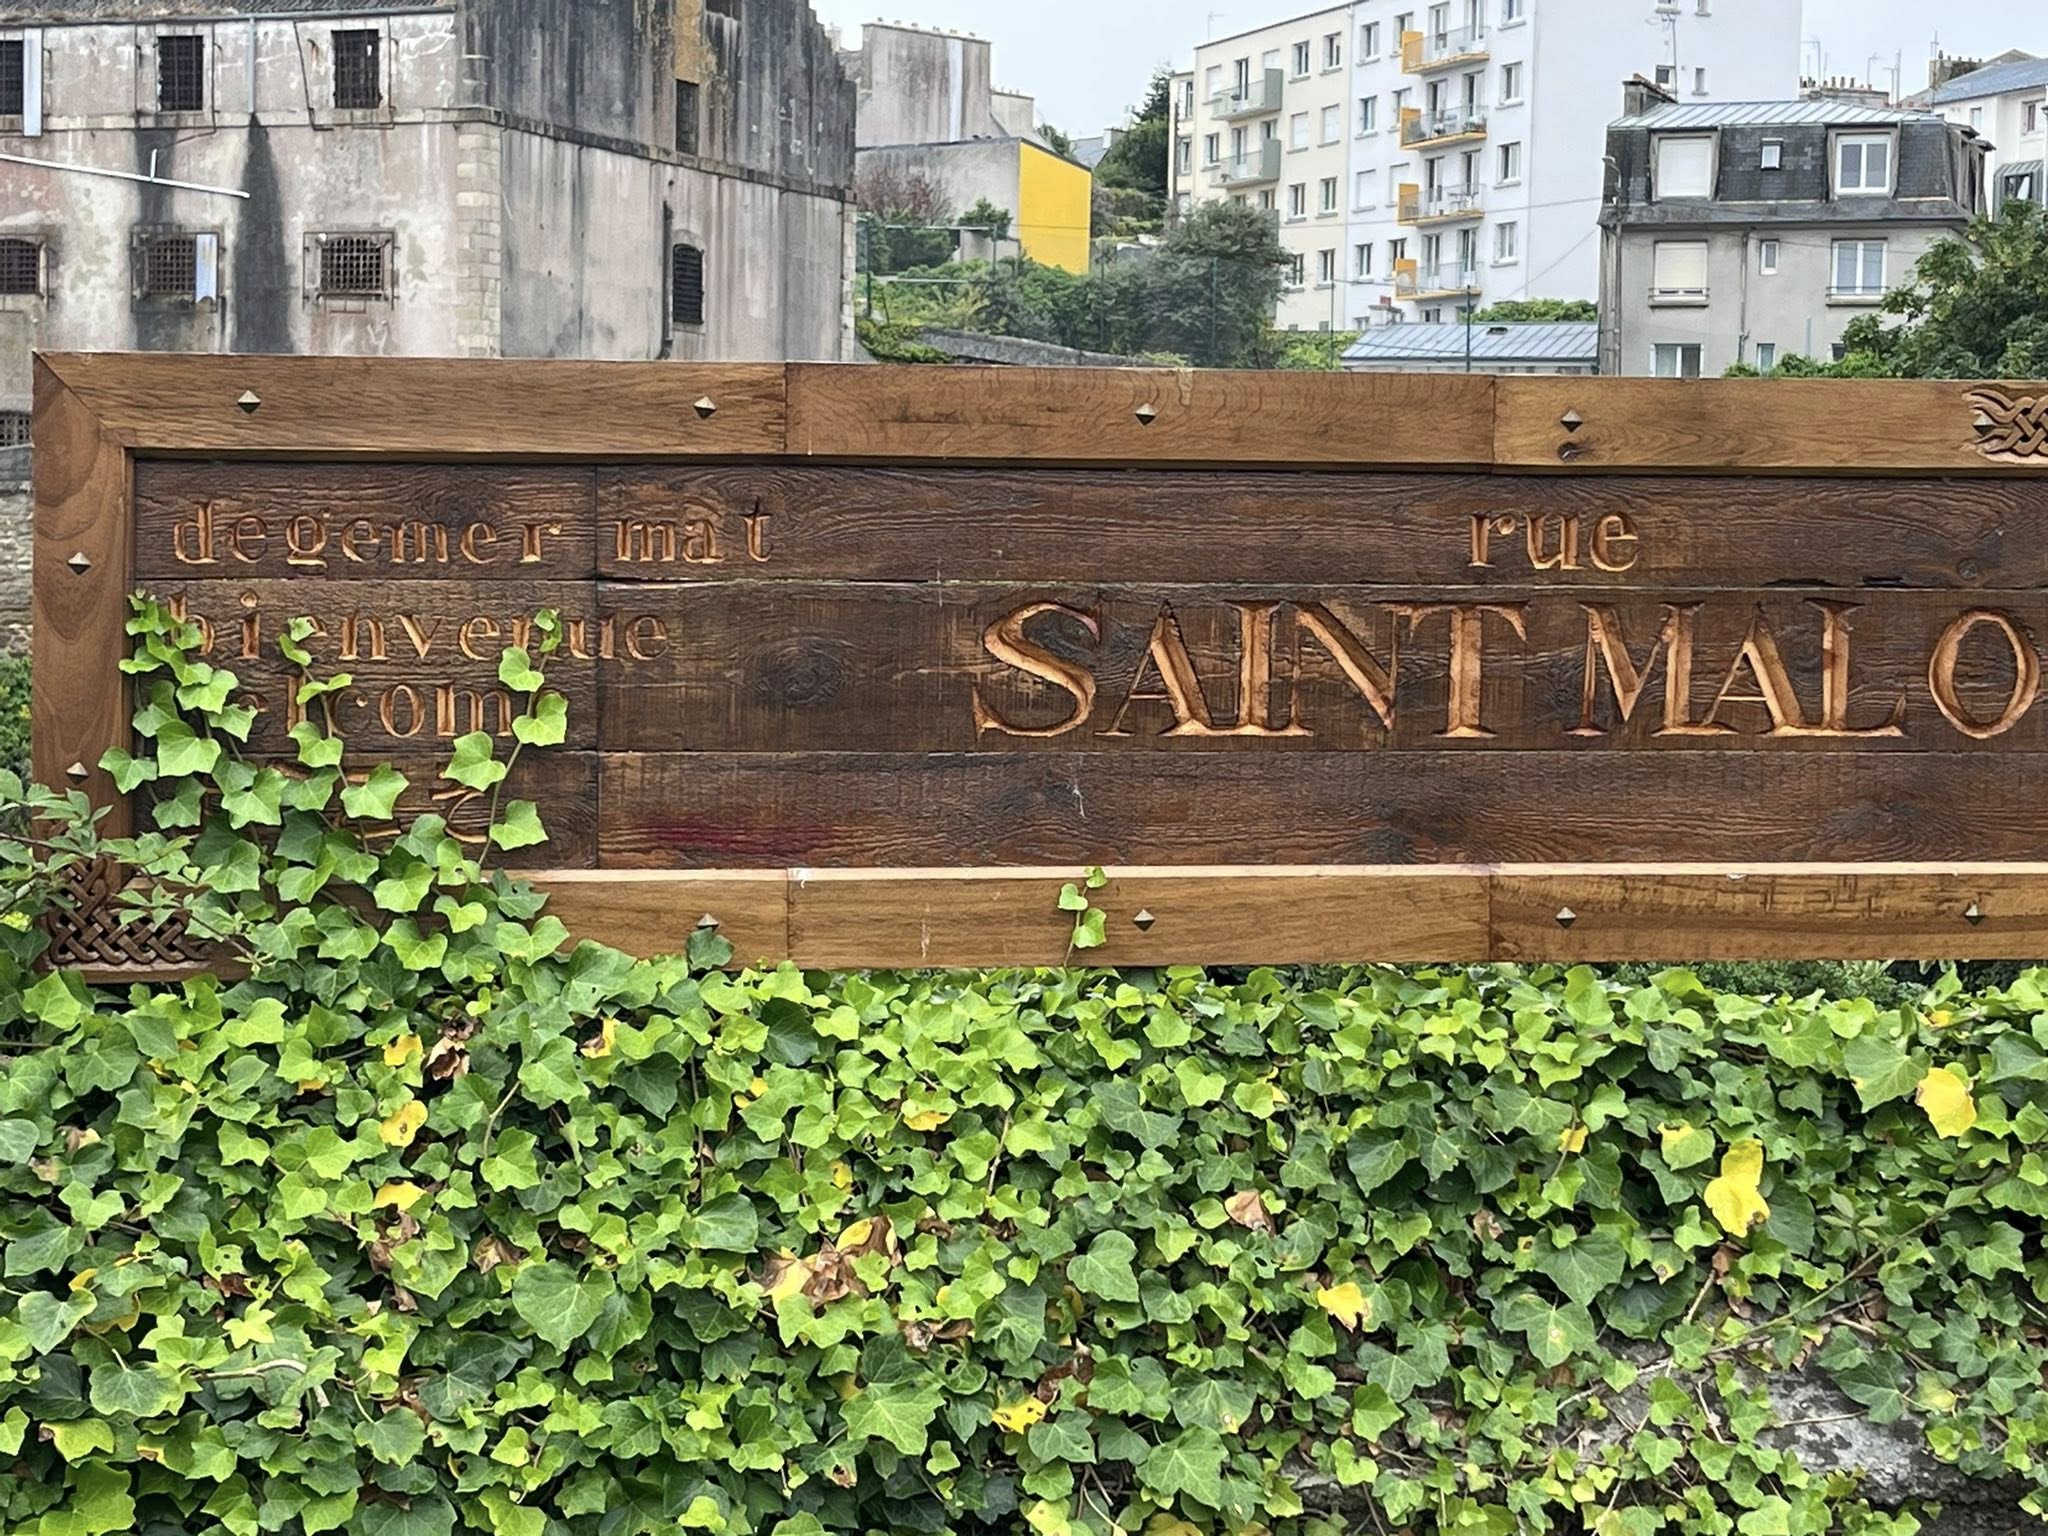 degemer mat
rue
bienvenue
SAINT MALO